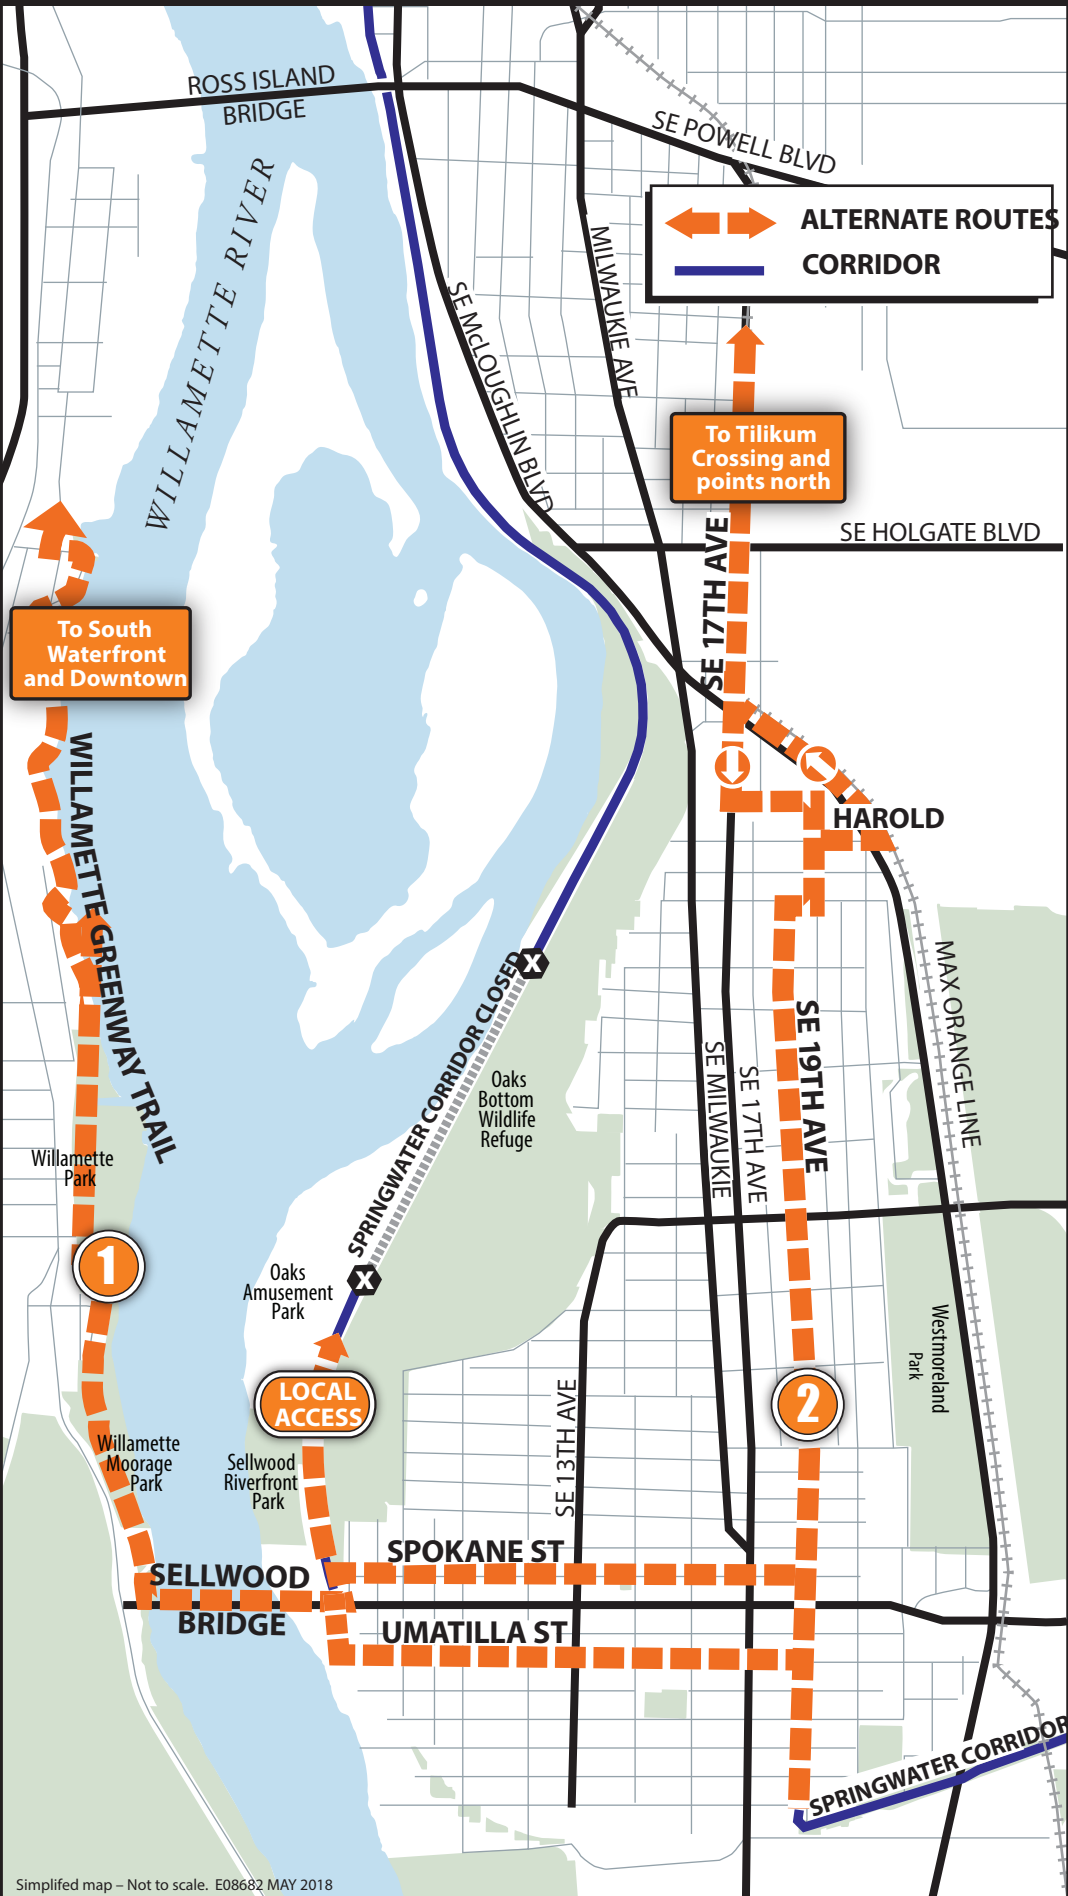 ROSS ISLAND
BRIDGE
SE POWELL BLVD
WILLAMETTE RIVER
ALTERNATE ROUTES
CORRIDOR
MILWAUKIE AVE
SE McLOUGHLIN BLVD
To Tilikum
Crossing and
points north
SE HOLGATE BLVD
SE 17TH AVE
To South
Waterfront
and Downtown
WILLAMETTE GREENWAY TRAIL
HAROLD
MAX ORANGE LINE
X
SPRINGWATER CORRIDOR CLOSED
SE 19TH AVE
SE MILWAUKIE
SE 17TH AVE
Oaks
Bottom
Wildlife
Refuge
Willamette
Park
1
X
Oaks
Amusement
Park
Westmoreland
Park
LOCAL
ACCESS
2
SE 13TH AVE
Willamette
Moorage
Park
Sellwood
Riverfront
Park
SPOKANE ST
SELLWOOD
BRIDGE
UMATILLA ST
SPRINGWATER CORRIDOR
Simplifed map – Not to scale.  E08682 MAY 2018